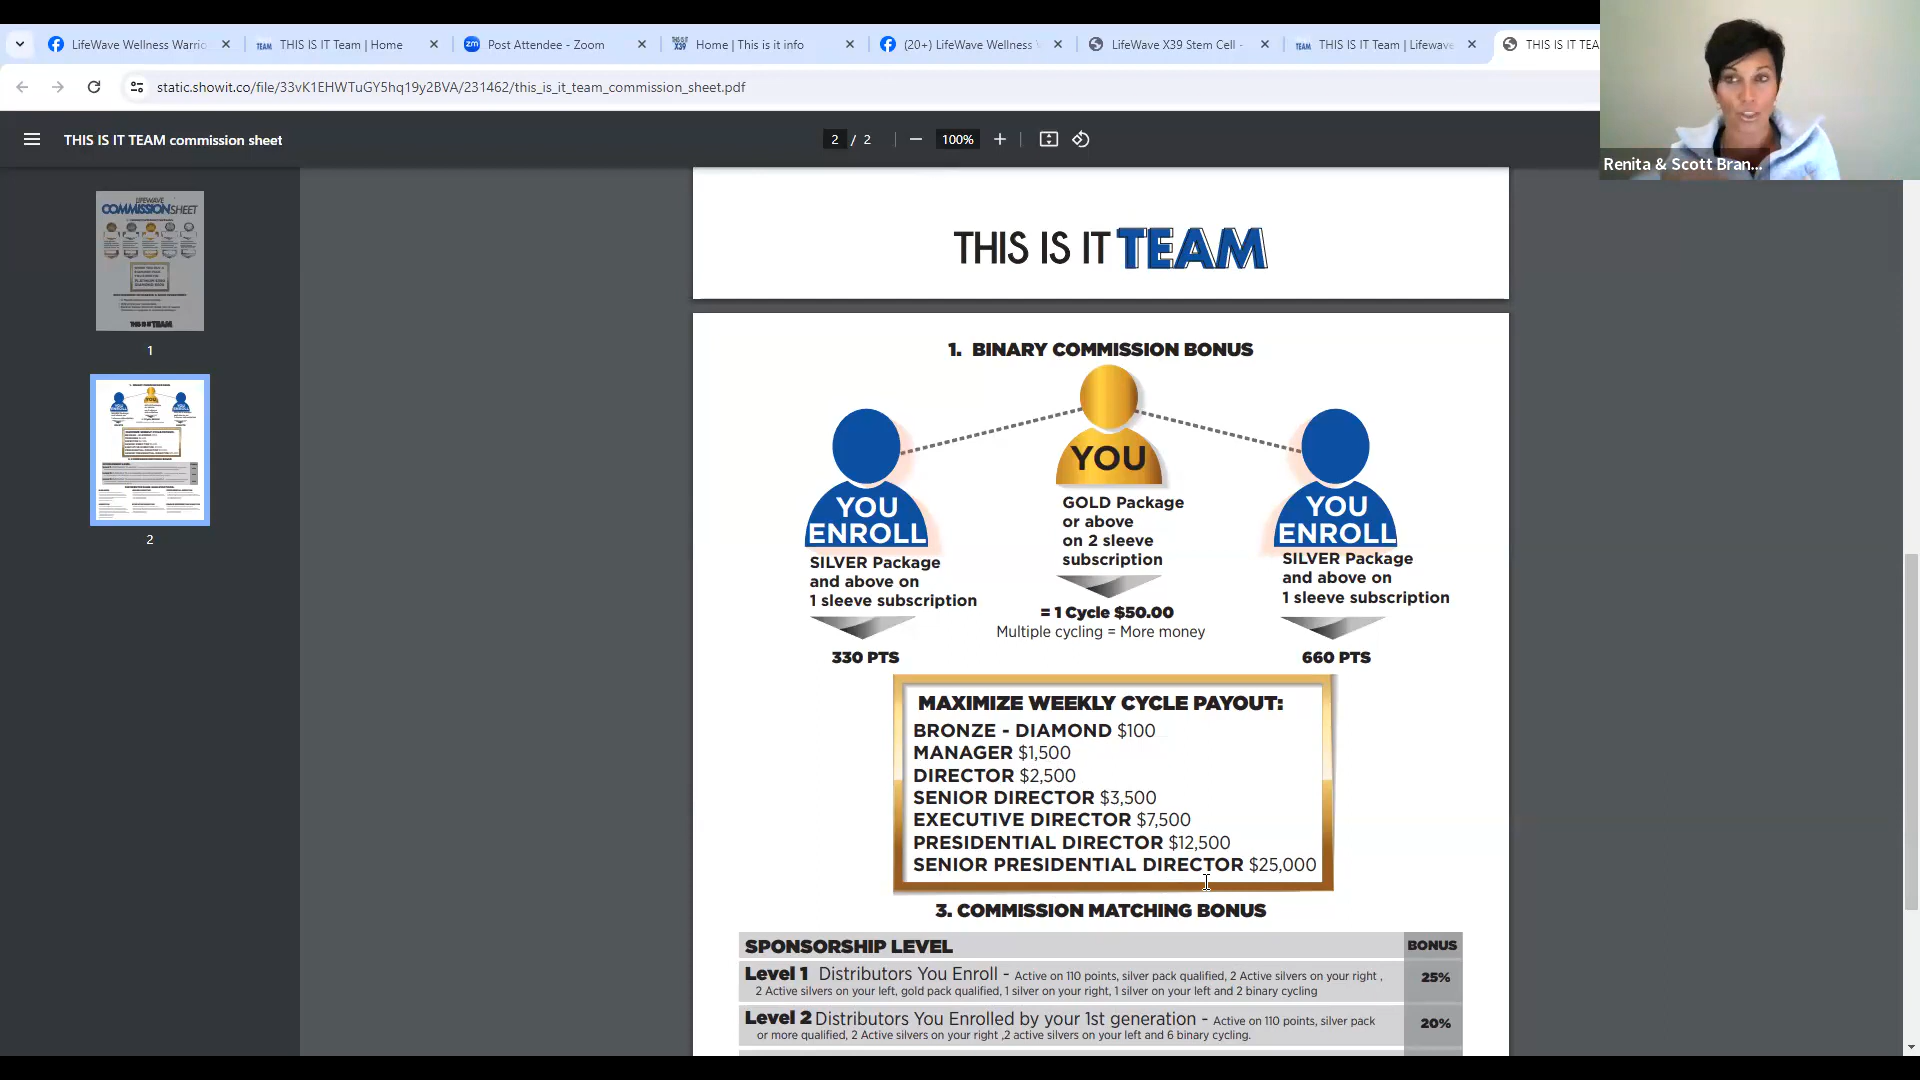 LifeWave Wellness Warrio
THIS IS IT Team | Home
Post Attendee - Zoom
Home | This is it info
(20+) LifeWave Wellness
LifeWave X39 Stem Cell -
THIS IS IT Team | Lifewave
THIS IS IT TEA
static.showit.co/file/33vK1EHWTuGY5hq19y2BVA/231462/this_is_it_team_commission_sheet.pdf
Renita & Scott Bran...
THIS IS IT TEAM commission sheet
2 / 2
100%
1
2
THIS IS IT TEAM
1. BINARY COMMISSION BONUS
YOU
GOLD Package
or above
on 2 sleeve
subscription
= 1 Cycle $50.00
Multiple cycling = More money
YOU
ENROLL
SILVER Package
and above on
1 sleeve subscription
330 PTS
YOU
ENROLL
SILVER Package
and above on
1 sleeve subscription
660 PTS
MAXIMIZE WEEKLY CYCLE PAYOUT:
BRONZE - DIAMOND $100
MANAGER $1,500
DIRECTOR $2,500
SENIOR DIRECTOR $3,500
EXECUTIVE DIRECTOR $7,500
PRESIDENTIAL DIRECTOR $12,500
SENIOR PRESIDENTIAL DIRECTOR $25,000
3. COMMISSION MATCHING BONUS
SPONSORSHIP LEVEL BONUS
Level 1 Distributors You Enroll - Active on 110 points, silver pack qualified, 2 Active silvers on your right ,
2 Active silvers on your left, gold pack qualified, 1 silver on your right, 1 silver on your left and 2 binary cycling
25%
Level 2 Distributors You Enrolled by your 1st generation - Active on 110 points, silver pack
or more qualified, 2 Active silvers on your right ,2 active silvers on your left and 6 binary cycling.
20%